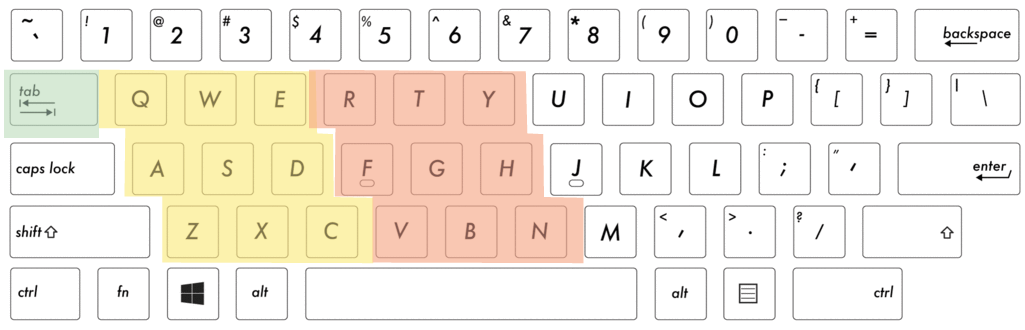 ~ ` ! 1 @ 2 # 3 $ 4 % 5 ^ 6 & 7 * 8 ( 9 ) 0 – - + = backspace
tab Q W E R T Y U I O P { [ } ] | \
caps lock A S D F G H J K L : ; " ' enter
shift Z X C V B N M < , > . ? /
ctrl fn alt alt ctrl